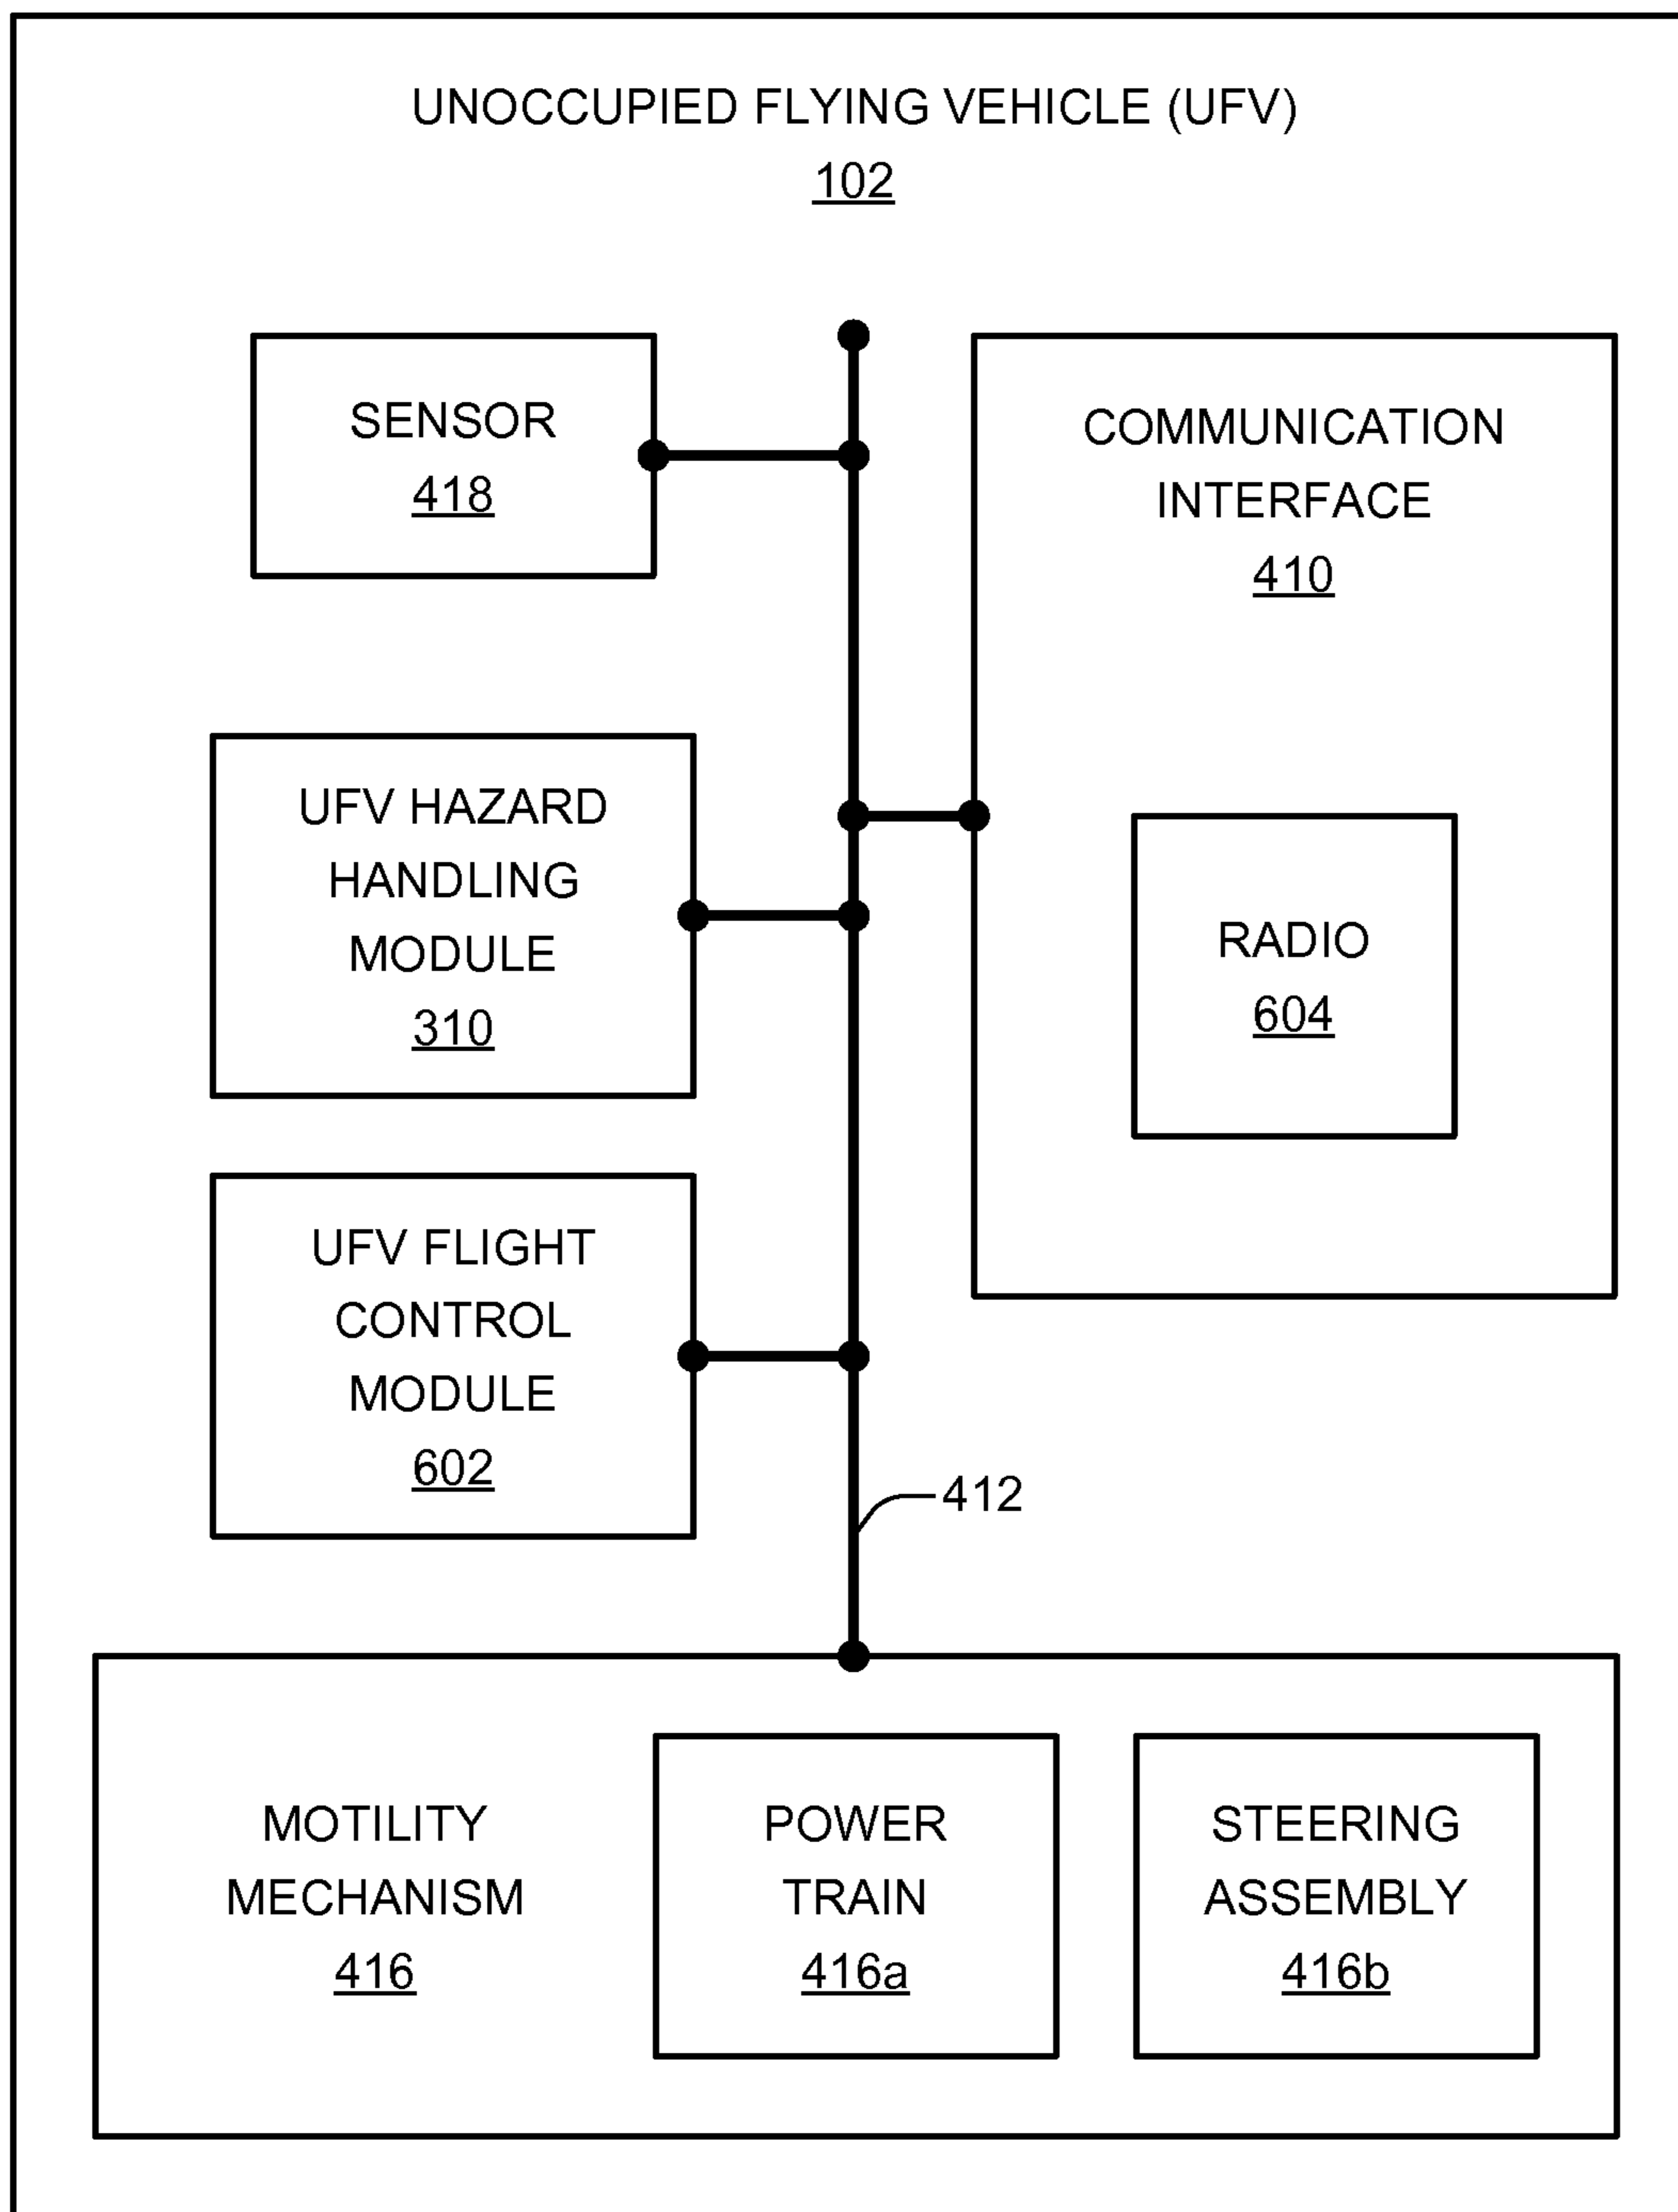 UNOCCUPIED FLYING VEHICLE (UFV)
102
SENSOR
418
COMMUNICATION
INTERFACE
410
UFV HAZARD
HANDLING
MODULE
310
RADIO
604
UFV FLIGHT
CONTROL
MODULE
602
412
MOTILITY
MECHANISM
416
POWER
TRAIN
416a
STEERING
ASSEMBLY
416b